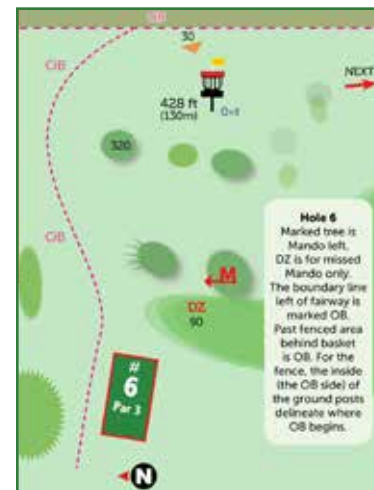 OB
30
OB
NEXT
428 ft
(130m)
320
OB
M
DZ
90
#
6
Par 3
N
Hole 6
Marked tree is
Mando left.
DZ is for missed
Mando only.
The boundary line
left of fairway is
marked OB.
Past fenced area
behind basket
is OB. For the
fence, the inside
(the OB side) of
the ground posts
delineate where
OB begins.